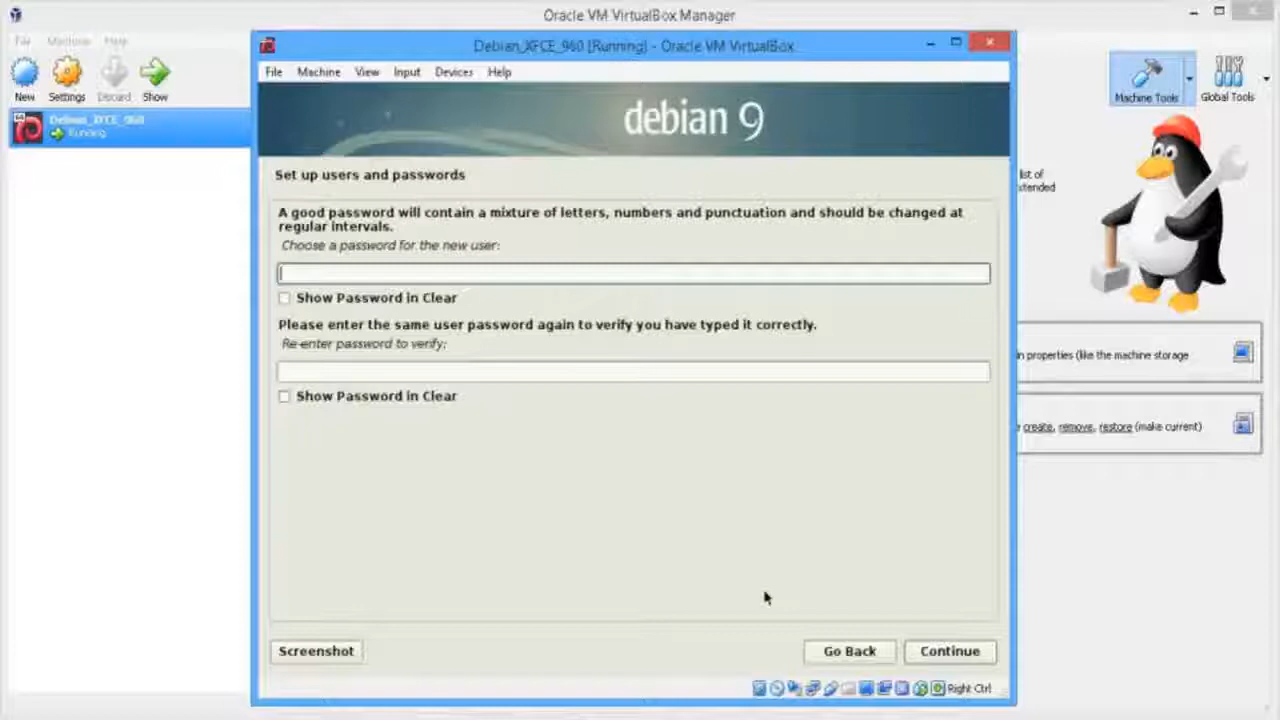 Oracle VM VirtualBox Manager
File Machine Help
New Settings Discard Show
Machine Tools Global Tools
Debian_XFCE_960
Running
Debian_XFCE_960 [Running] - Oracle VM VirtualBox
File Machine View Input Devices Help
debian 9
Set up users and passwords
A good password will contain a mixture of letters, numbers and punctuation and should be changed at
regular intervals.
Choose a password for the new user:
Show Password in Clear
Please enter the same user password again to verify you have typed it correctly.
Re-enter password to verify:
Show Password in Clear
Screenshot
Go Back
Continue
Right Ctrl
list of
xtended
properties (like the machine storage
create, remove, restore (make current)